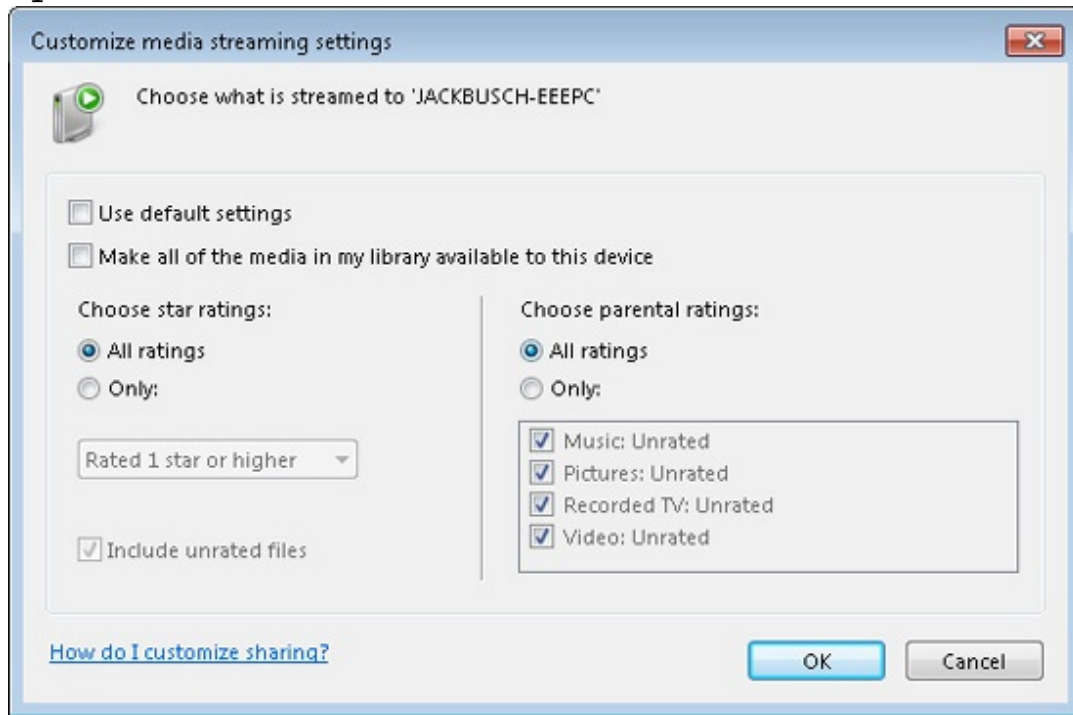 Customize media streaming settings
Choose what is streamed to 'JACKBUSCH-EEEPC'
Use default settings
Make all of the media in my library available to this device
Choose star ratings:
All ratings
Only:
Rated 1 star or higher
Include unrated files
Choose parental ratings:
All ratings
Only:
Music: Unrated
Pictures: Unrated
Recorded TV: Unrated
Video: Unrated
How do I customize sharing?
OK
Cancel